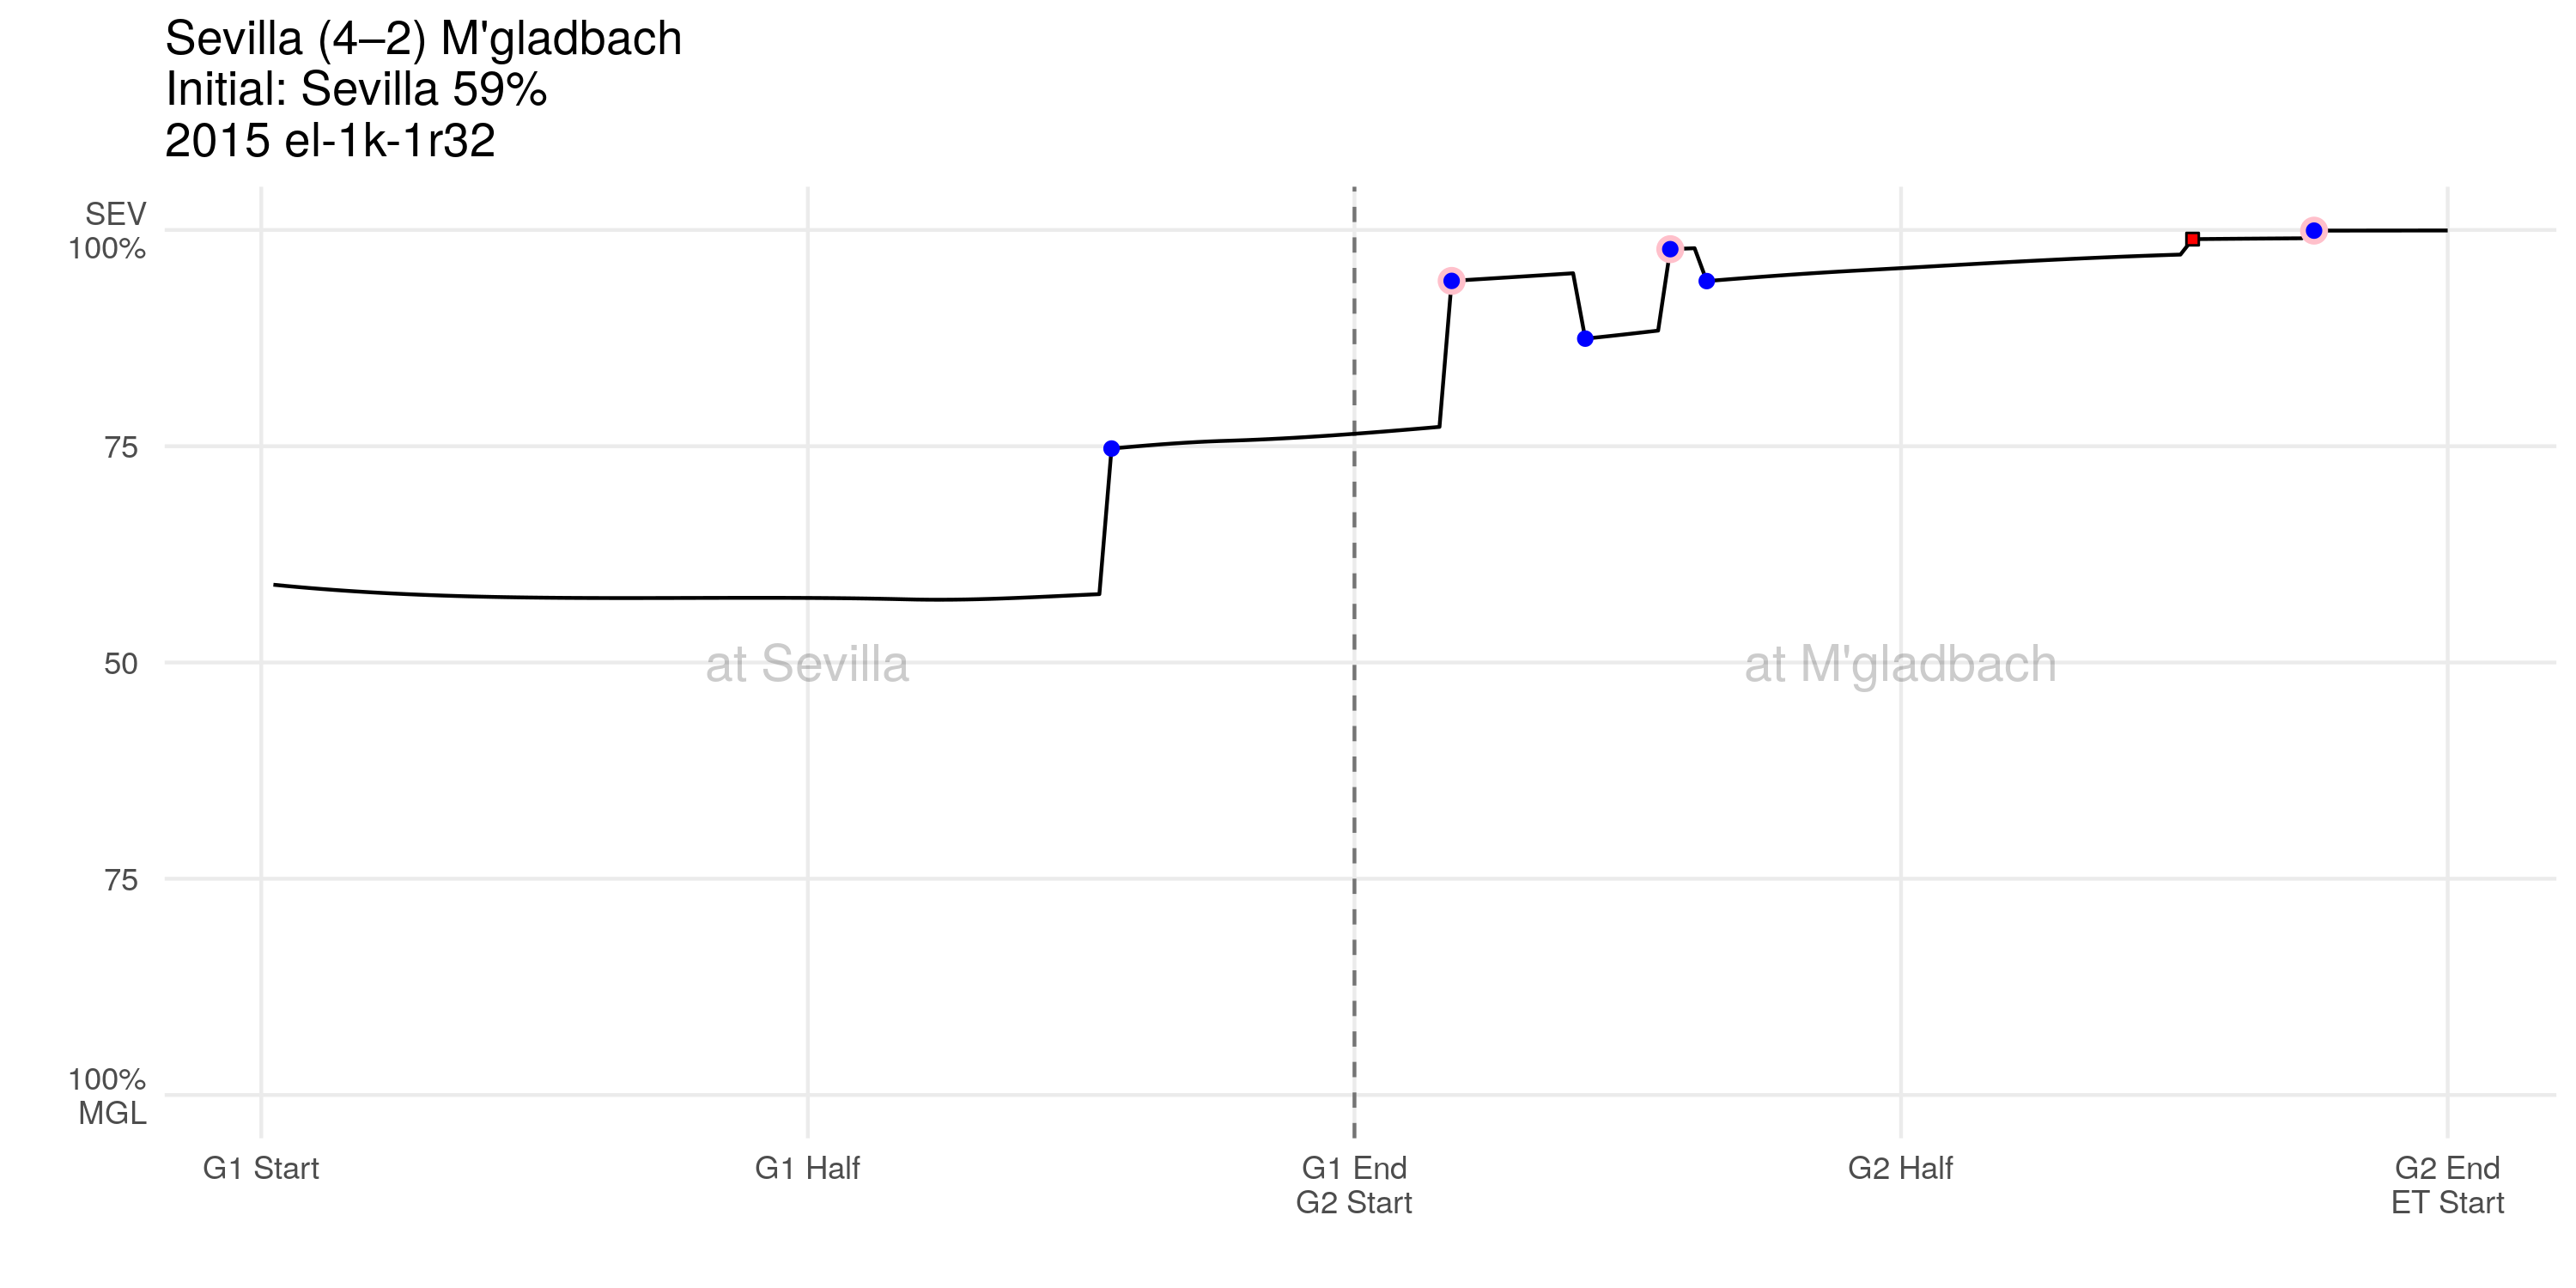 Sevilla (4–2) M'gladbach
Initial: Sevilla 59%
2015 el-1k-1r32
SEV
100%
75
50
75
100%
MGL
at Sevilla
at M'gladbach
G1 Start
G1 Half
G1 End
G2 Start
G2 Half
G2 End
ET Start